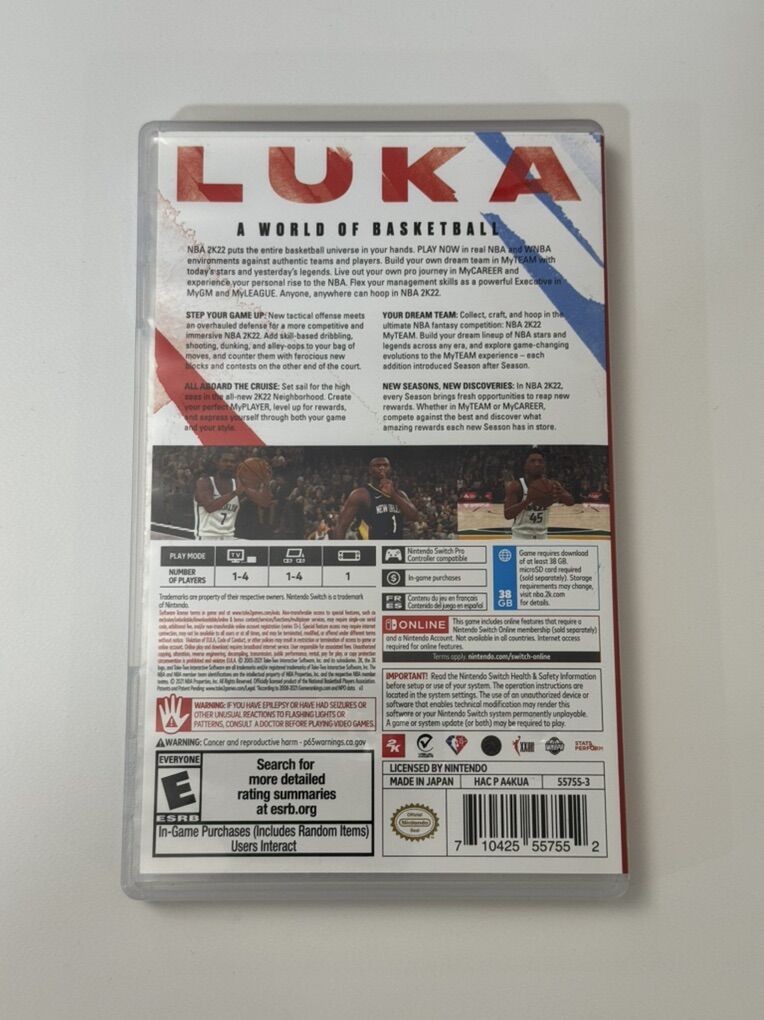 LUKA
A WORLD OF BASKETBALL
NBA 2K22 puts the entire basketball universe in your hands. PLAY NOW in real NBA and WNBA
environments against authentic teams and players. Build your own dream team in MyTEAM with
today's stars and yesterday's legends. Live out your own pro journey in MyCAREER and
experience your personal rise to the NBA. Flex your management skills as a powerful Executive in
MyGM and MyLEAGUE. Anyone, anywhere can hoop in NBA 2K22.
STEP YOUR GAME UP: New tactical offense meets
an overhauled defense for a more competitive and
immersive NBA 2K22. Add skill-based dribbling,
shooting, dunking, and alley-oops to your bag of
moves, and counter them with ferocious new
blocks and contests on the other end of the court.
ALL ABOARD THE CRUISE: Set sail for the high
seas in the all-new 2K22 Neighborhood. Create
your perfect MyPLAYER, level up for rewards,
and express yourself through both your game
and your style.
YOUR DREAM TEAM: Collect, craft, and hoop in the
ultimate NBA fantasy competition: NBA 2K22
MyTEAM. Build your dream lineup of NBA stars and
legends across any era, and explore game-changing
evolutions to the MyTEAM experience – each
addition introduced Season after Season.
NEW SEASONS, NEW DISCOVERIES: In NBA 2K22,
every Season brings fresh opportunities to reap new
rewards. Whether in MyTEAM or MyCAREER,
compete against the best and discover what
amazing rewards each new Season has in store.
7
NEW ORL
1
45
PLAY MODE
TV
NUMBER
OF PLAYERS
1-4
1-4
1
Nintendo Switch Pro
Controller compatible
In-game purchases
FR
ES
Contenu du jeu en français
Contenido del juego en español
38
GB
Game requires download
of at least 38 GB.
microSD card required
(sold separately). Storage
requirements may change,
visit nba.2k.com
for details.
Trademarks are property of their respective owners. Nintendo Switch is a trademark
of Nintendo.
ONLINE
This game includes online features that require a
Nintendo Switch Online membership (sold separately)
and a Nintendo Account. Not available in all countries. Internet access
required for online features.
Terms apply. nintendo.com/switch-online
IMPORTANT! Read the Nintendo Switch Health & Safety Information
before setup or use of your system. The operation instructions are
located in the system settings. The use of an unauthorized device or
software that enables technical modification may render this
software or your Nintendo Switch system permanently unplayable.
A game or system update (or both) may be required to play.
WARNING: IF YOU HAVE EPILEPSY OR HAVE HAD SEIZURES OR
OTHER UNUSUAL REACTIONS TO FLASHING LIGHTS OR
PATTERNS, CONSULT A DOCTOR BEFORE PLAYING VIDEO GAMES.
WARNING: Cancer and reproductive harm - p65warnings.ca.gov
2K
XXIII
STATS
PERFORM
EVERYONE
E
ESRB
Search for
more detailed
rating summaries
at esrb.org
In-Game Purchases (Includes Random Items)
Users Interact
LICENSED BY NINTENDO
MADE IN JAPAN
HAC P A4KUA
55755-3
Official
Nintendo
Seal
7 10425 55755 2